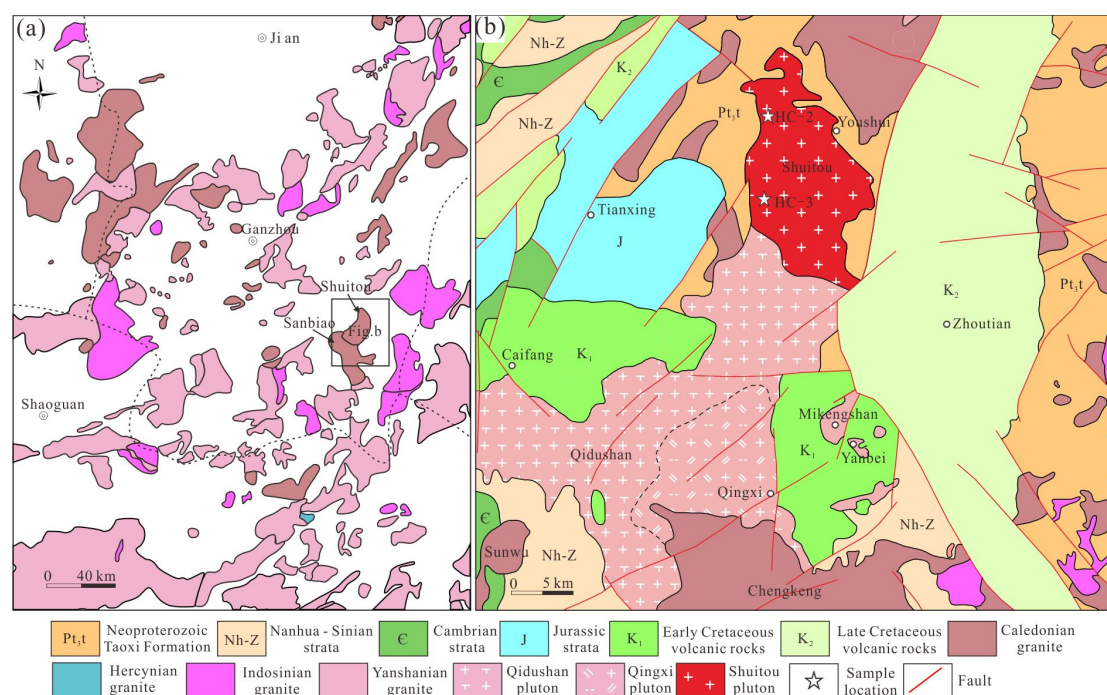 (a)
Ji an
N
Ganzhou
Shuitou
Sanbiao
Fig.b
Shaoguan
0 40 km
(b)
Nh-Z
K₂
Є
Nh-Z
Pt₃t
HC-2
Youshui
Shuitou
HC-3
Tianxing
J
K₂
Pt₃t
Zhoutian
Caifang
K₁
Mikengshan
K₁
Yanbei
Qidushan
Qingxi
Є
Sunwu
Nh-Z
Nh-Z
Chengkeng
0 5 km
Pt₃t Neoproterozoic Taoxi Formation
Nh-Z Nanhua - Sinian strata
Є Cambrian strata
J Jurassic strata
K₁ Early Cretaceous volcanic rocks
K₂ Late Cretaceous volcanic rocks
Caledonian granite
Hercynian granite
Indosinian granite
Yanshanian granite
Qidushan pluton
Qingxi pluton
Shuitou pluton
Sample location
Fault